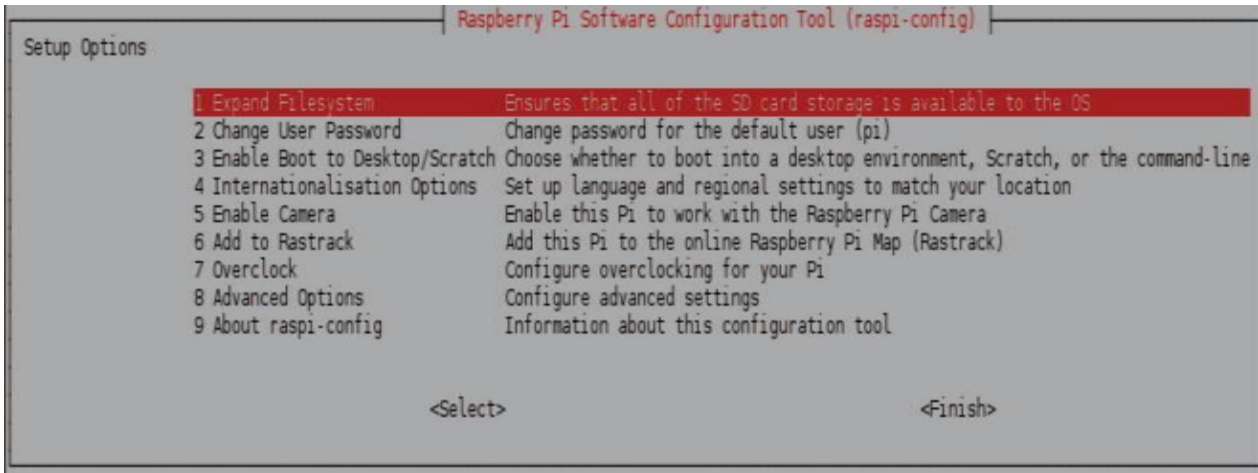 Raspberry Pi Software Configuration Tool (raspi-config)
Setup Options
1 Expand Filesystem Ensures that all of the SD card storage is available to the OS
2 Change User Password Change password for the default user (pi)
3 Enable Boot to Desktop/Scratch Choose whether to boot into a desktop environment, Scratch, or the command-line
4 Internationalisation Options Set up language and regional settings to match your location
5 Enable Camera Enable this Pi to work with the Raspberry Pi Camera
6 Add to Rastrack Add this Pi to the online Raspberry Pi Map (Rastrack)
7 Overclock Configure overclocking for your Pi
8 Advanced Options Configure advanced settings
9 About raspi-config Information about this configuration tool
<Select> <Finish>